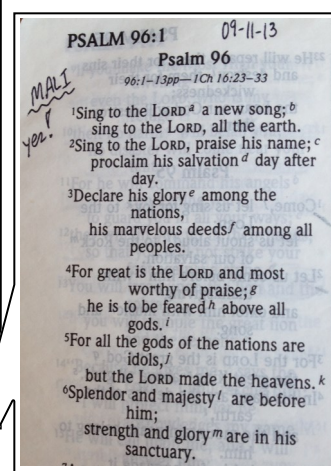 PSALM 96:1 09-11-13
Psalm 96
96:1–13pp—1Ch 16:23–33
MALI
yes!
1Sing to the LORD a a new song; b
sing to the LORD, all the earth.
2Sing to the LORD, praise his name; c
proclaim his salvation d day after
day.
3Declare his glory e among the
nations,
his marvelous deeds f among all
peoples.
4For great is the LORD and most
worthy of praise; g
he is to be feared h above all
gods. i
5For all the gods of the nations are
idols, j
but the LORD made the heavens. k
6Splendor and majesty l are before
him;
strength and glory m are in his
sanctuary.